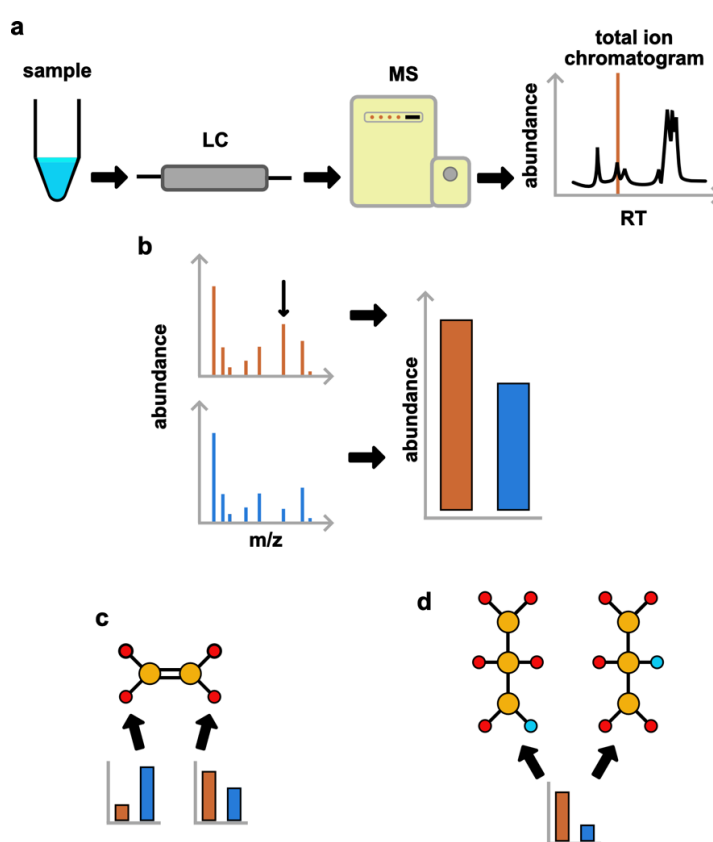 a
sample
LC
MS
total ion
chromatogram
abundance
RT
b
abundance
m/z
abundance
c
d